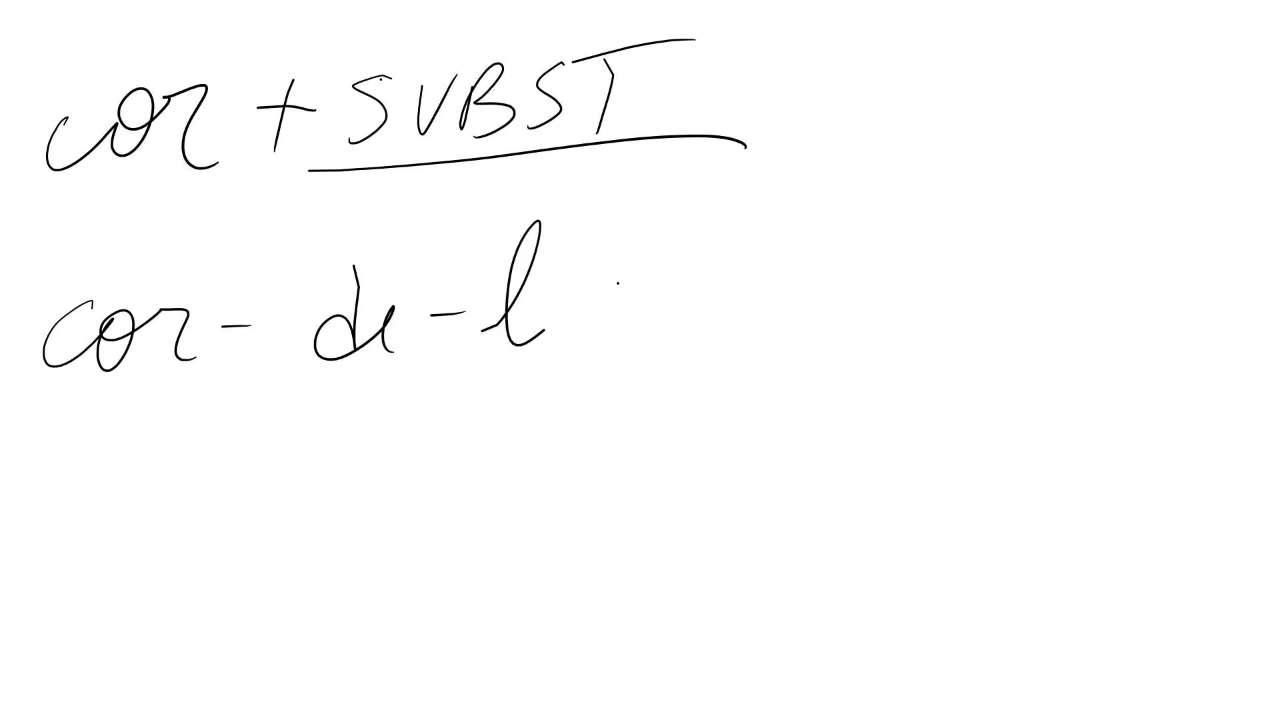 cor + SUBST
cor - de - l